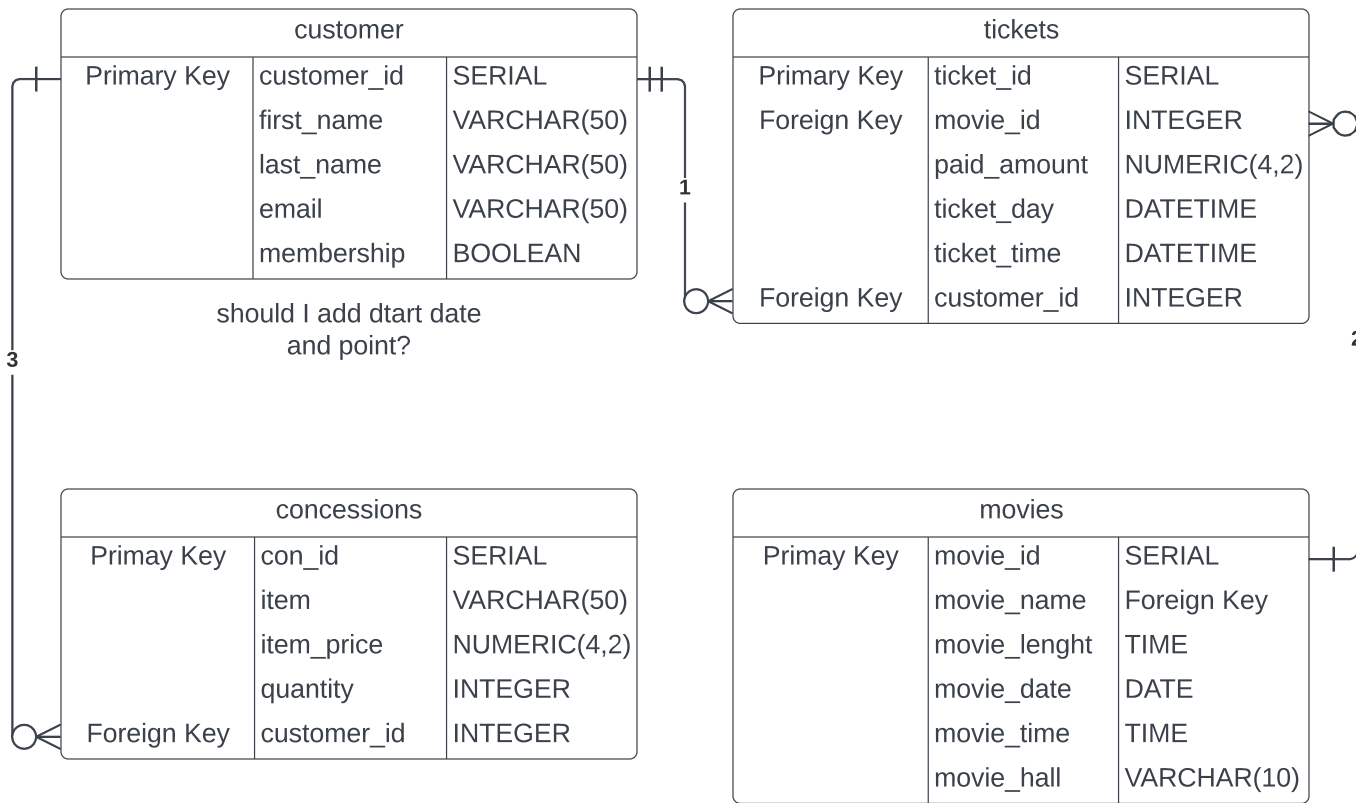 customer
Primary Key customer_id SERIAL
first_name VARCHAR(50)
last_name VARCHAR(50)
email VARCHAR(50)
membership BOOLEAN
should I add dtart date
and point?
tickets
Primary Key ticket_id SERIAL
Foreign Key movie_id INTEGER
paid_amount NUMERIC(4,2)
ticket_day DATETIME
ticket_time DATETIME
Foreign Key customer_id INTEGER
1
2
3
concessions
Primay Key con_id SERIAL
item VARCHAR(50)
item_price NUMERIC(4,2)
quantity INTEGER
Foreign Key customer_id INTEGER
movies
Primay Key movie_id SERIAL
movie_name Foreign Key
movie_lenght TIME
movie_date DATE
movie_time TIME
movie_hall VARCHAR(10)